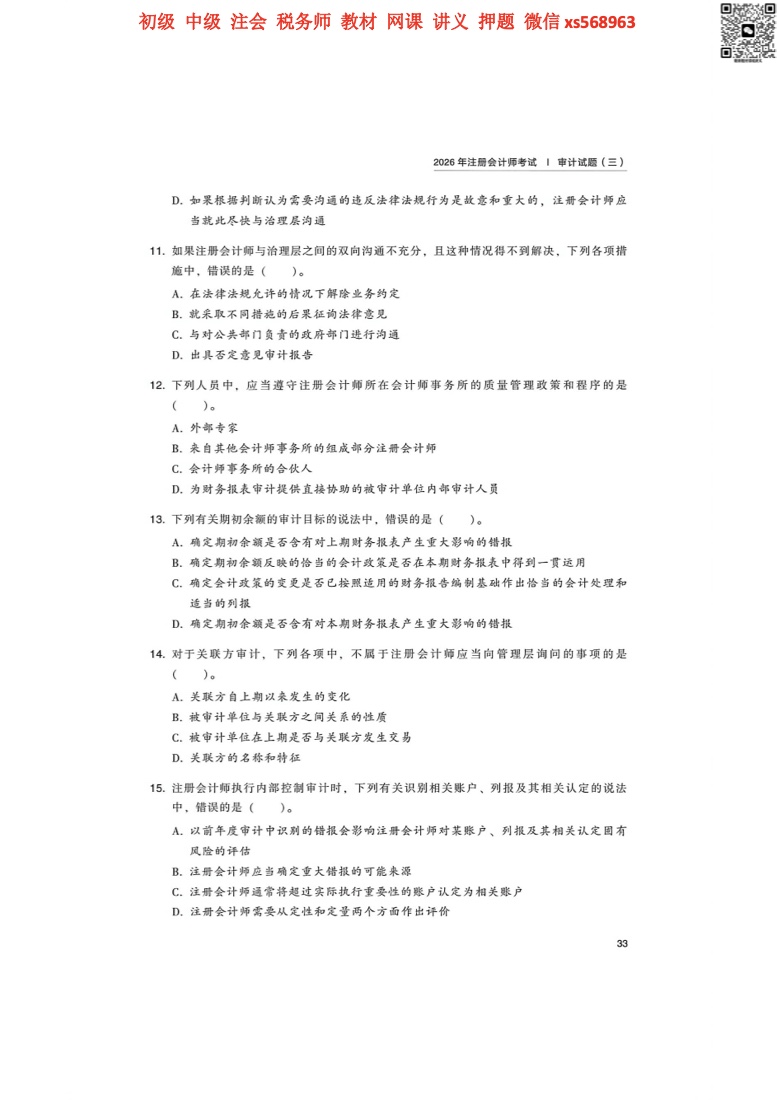 初级 中级 注会 税务师 教材 网课 讲义 押题 微信 xs568963
2026 年注册会计师考试 | 审计试题（三）
D. 如果根据判断认为需要沟通的违反法律法规行为是故意和重大的，注册会计师应
当就此尽快与治理层沟通
11. 如果注册会计师与治理层之间的双向沟通不充分，且这种情况得不到解决，下列各项措
施中，错误的是（  ）。
A. 在法律法规允许的情况下解除业务约定
B. 就采取不同措施的后果征询法律意见
C. 与对公共部门负责的政府部门进行沟通
D. 出具否定意见审计报告
12. 下列人员中，应当遵守注册会计师所在会计师事务所的质量管理政策和程序的是
（  ）。
A. 外部专家
B. 来自其他会计师事务所的组成部分注册会计师
C. 会计师事务所的合伙人
D. 为财务报表审计提供直接协助的被审计单位内部审计人员
13. 下列有关期初余额的审计目标的说法中，错误的是（  ）。
A. 确定期初余额是否含有对上期财务报表产生重大影响的错报
B. 确定期初余额反映的恰当的会计政策是否在本期财务报表中得到一贯运用
C. 确定会计政策的变更是否已按照适用的财务报告编制基础作出恰当的会计处理和
适当的列报
D. 确定期初余额是否含有对本期财务报表产生重大影响的错报
14. 对于关联方审计，下列各项中，不属于注册会计师应当向管理层询问的事项的是
（  ）。
A. 关联方自上期以来发生的变化
B. 被审计单位与关联方之间关系的性质
C. 被审计单位在上期是否与关联方发生交易
D. 关联方的名称和特征
15. 注册会计师执行内部控制审计时，下列有关识别相关账户、列报及其相关认定的说法
中，错误的是（  ）。
A. 以前年度审计中识别的错报会影响注册会计师对某账户、列报及其相关认定固有
风险的评估
B. 注册会计师应当确定重大错报的可能来源
C. 注册会计师通常将超过实际执行重要性的账户认定为相关账户
D. 注册会计师需要从定性和定量两个方面作出评价
33